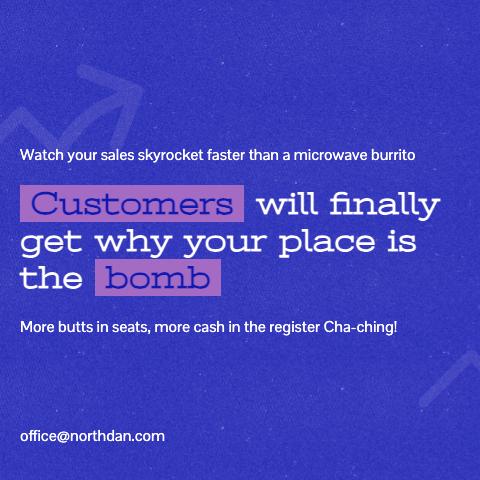 Watch your sales skyrocket faster than a microwave burrito
Customers will finally
get why your place is
the bomb
More butts in seats, more cash in the register Cha-ching!
office@northdan.com